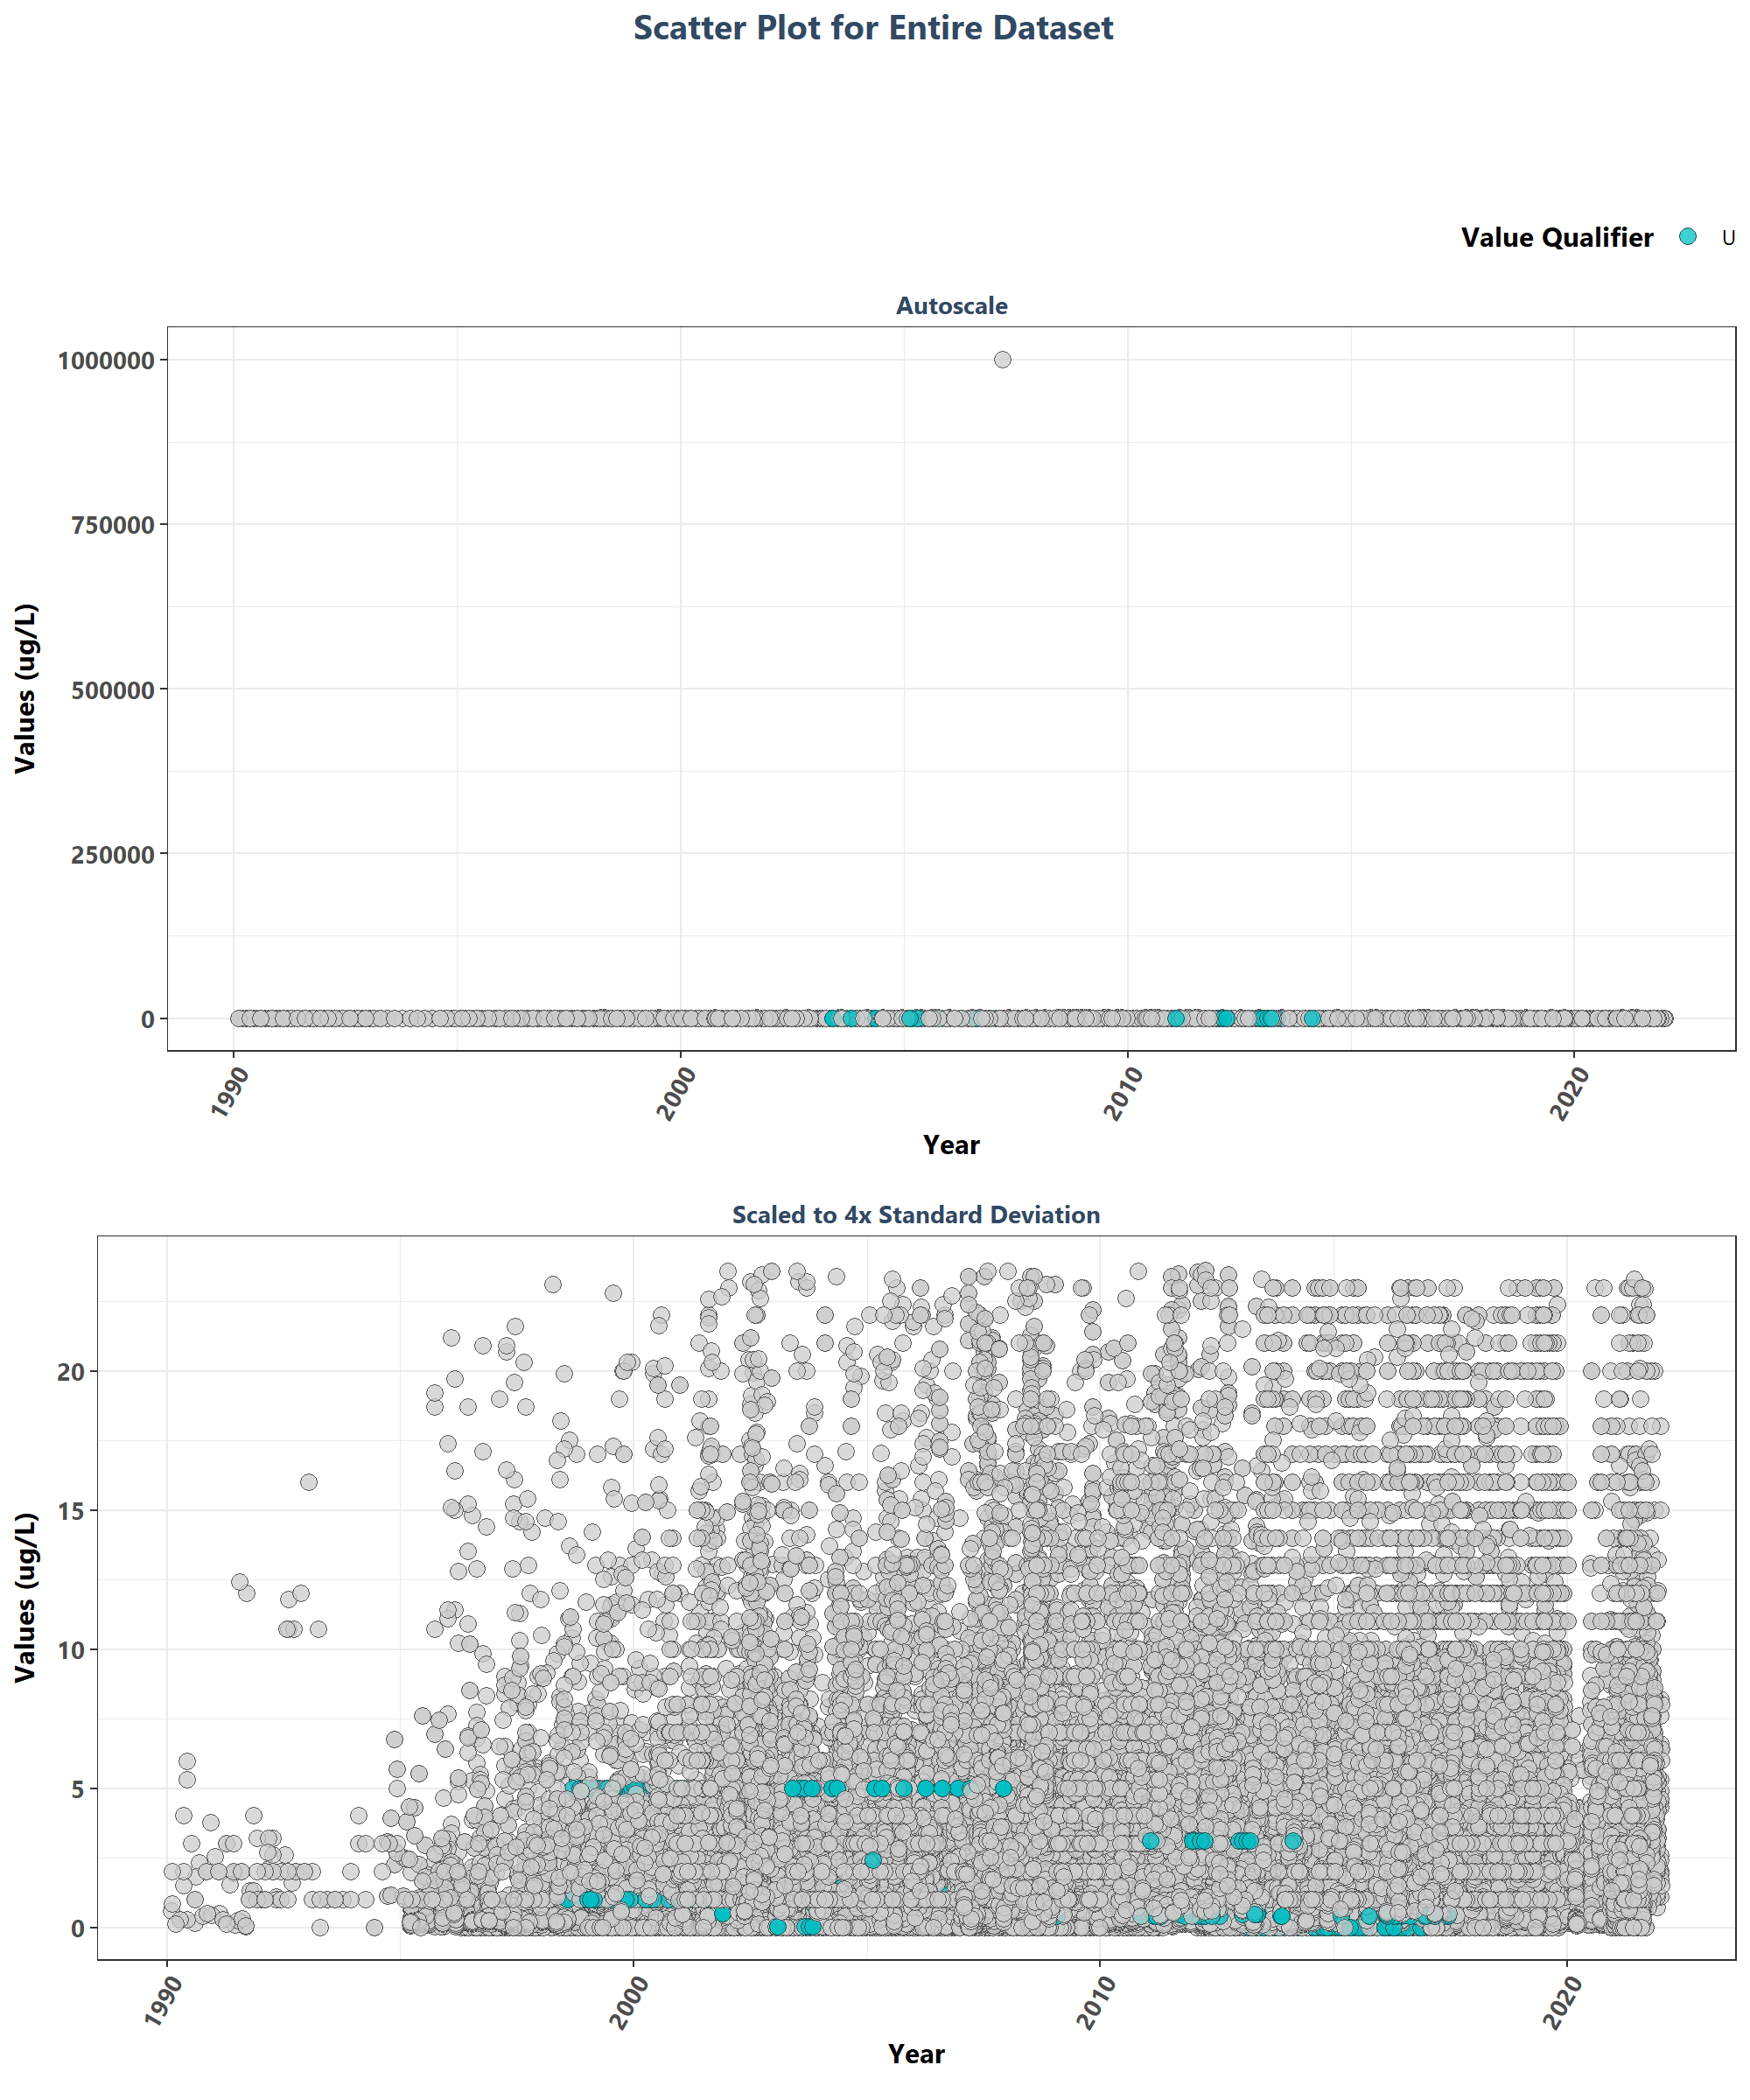 Scatter Plot for Entire Dataset
Value Qualifier U
Autoscale
Values (ug/L)
1000000
750000
500000
250000
0
1990 2000 2010 2020
Year
Scaled to 4x Standard Deviation
Values (ug/L)
20
15
10
5
0
1990 2000 2010 2020
Year